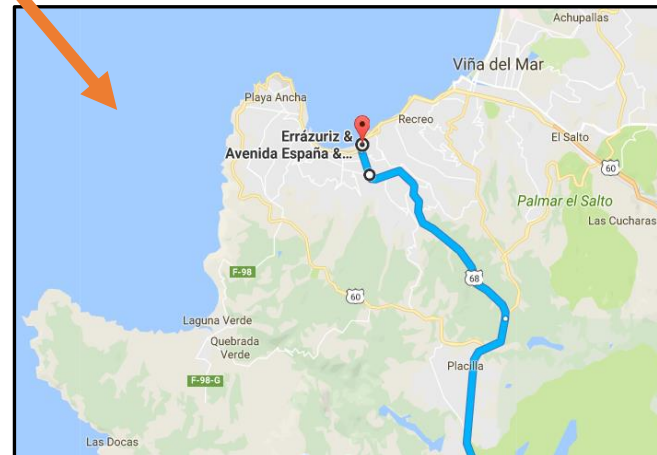 Achupallas
Viña del Mar
Playa Ancha
Recreo
Errázuriz &
Avenida España &...
El Salto
60
Palmar el Salto
Las Cucharas
F-98
68
60
Laguna Verde
Quebrada
Verde
Placilla
F-98-G
Las Docas